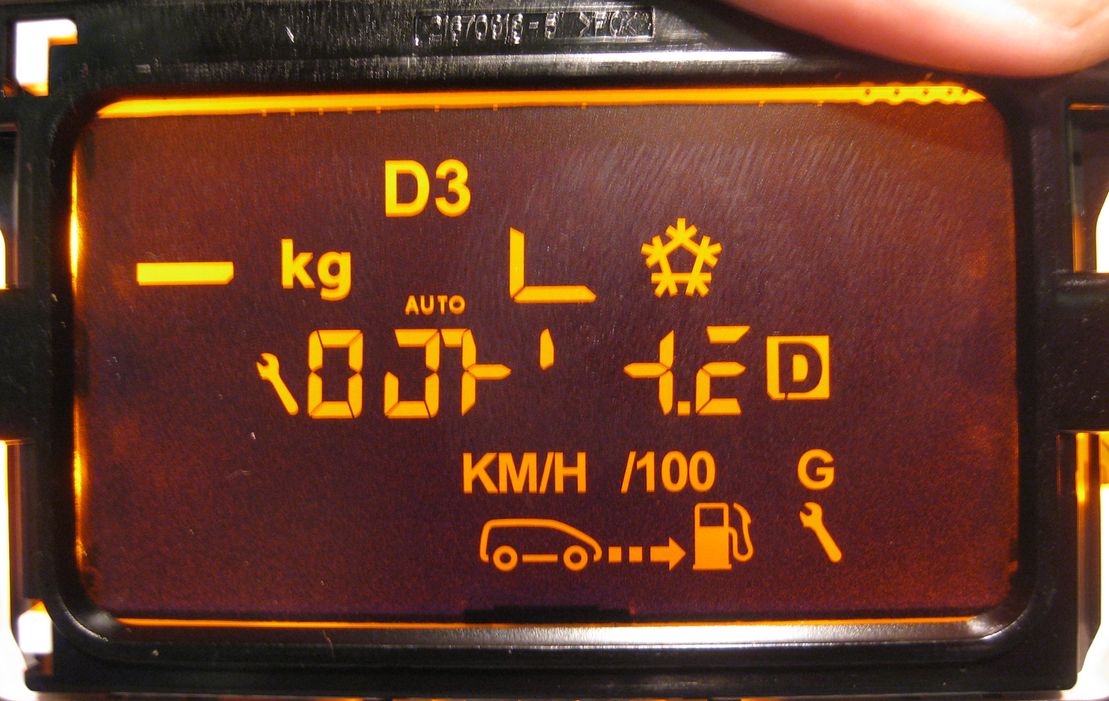 D3
kg
AUTO
D
KM/H /100 G